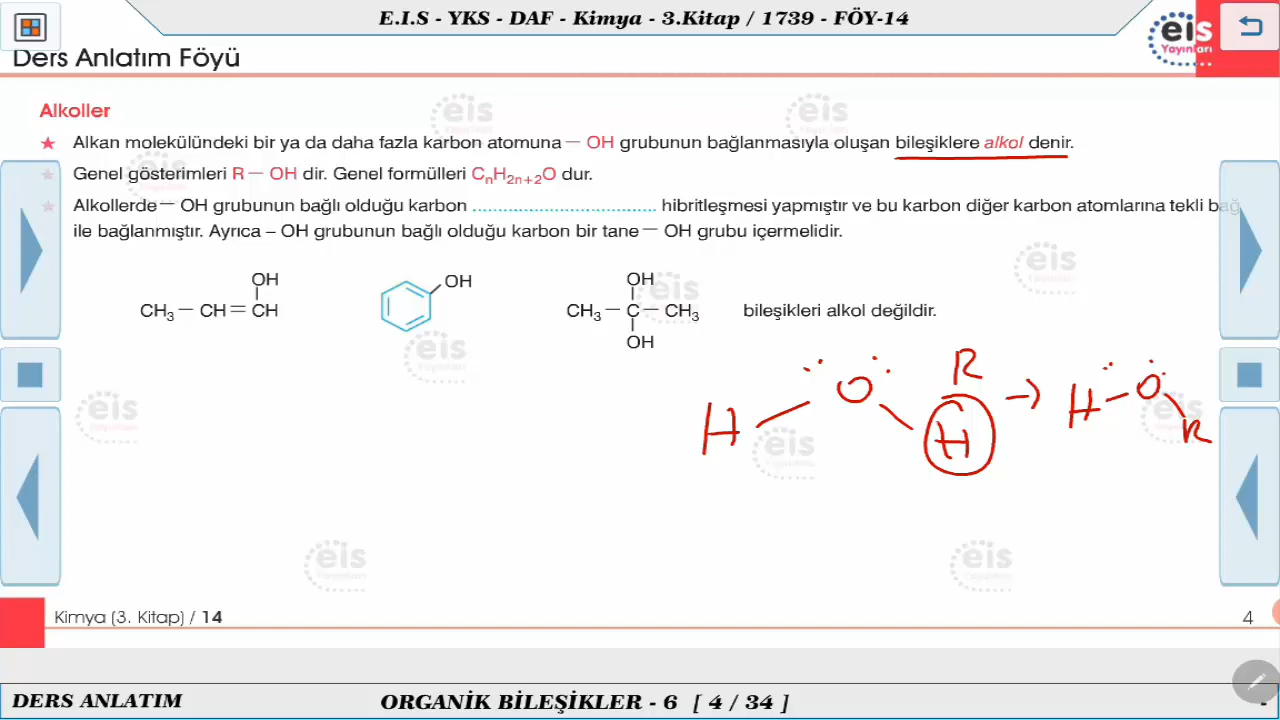 E.I.S - YKS - DAF - Kimya - 3.Kitap / 1739 - FÖY-14
eis
Yayınları
Ders Anlatım Föyü
Alkoller
★ Alkan molekülündeki bir ya da daha fazla karbon atomuna — OH grubunun bağlanmasıyla oluşan bileşiklere alkol denir.
★ Genel gösterimleri R — OH dir. Genel formülleri CnH2n+2O dur.
★ Alkollerde — OH grubunun bağlı olduğu karbon ............................. hibritleşmesi yapmıştır ve bu karbon diğer karbon atomlarına tekli bağ
ile bağlanmıştır. Ayrıca – OH grubunun bağlı olduğu karbon bir tane — OH grubu içermelidir.
OH
CH3 — CH = CH
OH
OH
CH3 — C — CH3
OH
bileşikleri alkol değildir.
R
H O H → H O R
Kimya (3. Kitap) / 14
4
DERS ANLATIM
ORGANİK BİLEŞİKLER - 6 [ 4 / 34 ]
-